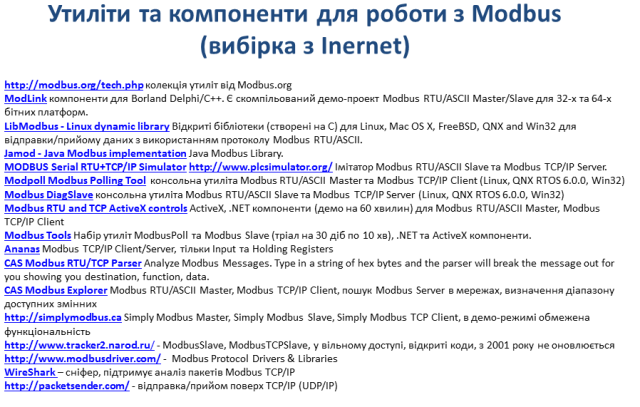 Утиліти та компоненти для роботи з Modbus
(вибірка з Inernet)
http://modbus.org/tech.php колекція утиліт від Modbus.org
ModLink компоненти для Borland Delphi/C++. Є скомпільований демо-проект Modbus RTU/ASCII Master/Slave для 32-х та 64-х
бітних платформ.
LibModbus - Linux dynamic library Відкриті бібліотеки (створені на С) для Linux, Mac OS X, FreeBSD, QNX and Win32 для
відправки/прийому даних з використанням протоколу Modbus RTU/ASCII.
Jamod - Java Modbus implementation Java Modbus Library.
MODBUS Serial RTU+TCP/IP Simulator http://www.plcsimulator.org/ Імітатор Modbus RTU/ASCII Slave та Modbus TCP/IP Server.
Modpoll Modbus Polling Tool консольна утиліта Modbus RTU/ASCII Master та Modbus TCP/IP Client (Linux, QNX RTOS 6.0.0, Win32)
Modbus DiagSlave консольна утиліта Modbus RTU/ASCII Slave та Modbus TCP/IP Server (Linux, QNX RTOS 6.0.0, Win32)
Modbus RTU and TCP ActiveX controls ActiveX, .NET компоненти (демо на 60 хвилин) для Modbus RTU/ASCII Master, Modbus
TCP/IP Client
Modbus Tools Набір утиліт ModbusPoll та Modbus Slave (тріал на 30 діб по 10 хв), .NET та ActiveX компоненти.
Ananas Modbus TCP/IP Client/Server, тільки Input та Holding Registers
CAS Modbus RTU/TCP Parser Analyze Modbus Messages. Type in a string of hex bytes and the parser will break the message out for
you showing you destination, function, data.
CAS Modbus Explorer Modbus RTU/ASCII Master, Modbus TCP/IP Client, пошук Modbus Server в мережах, визначення діапазону
доступних змінних
http://simplymodbus.ca Simply Modbus Master, Simply Modbus Slave, Simply Modbus TCP Client, в демо-режимі обмежена
функціональність
http://www.tracker2.narod.ru/ - ModbusSlave, ModbusTCPSlave, у вільному доступі, відкриті коди, з 2001 року не оновлюється
http://www.modbusdriver.com/ - Modbus Protocol Drivers & Libraries
WireShark – сніфер, підтримує аналіз пакетів Modbus TCP/IP
http://packetsender.com/ - відправка/прийом поверх TCP/IP (UDP/IP)